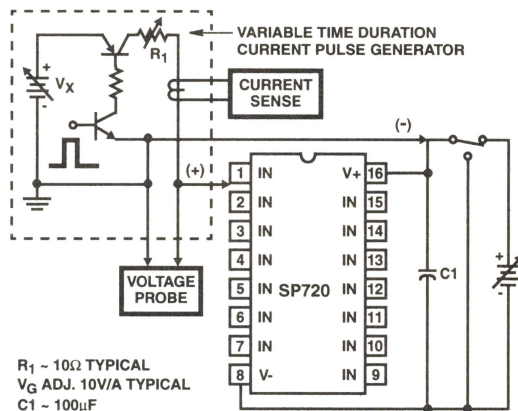 VARIABLE TIME DURATION
CURRENT PULSE GENERATOR
R1
+
VX
-
CURRENT
SENSE
(-)
(+)
1 IN
2 IN
3 IN
4 IN
5 IN
6 IN
7 IN
8 V-
V+ 16
IN 15
IN 14
IN 13
IN 12
IN 11
IN 10
IN 9
SP720
VOLTAGE
PROBE
C1
+
-
R1 ~ 10Ω TYPICAL
VG ADJ. 10V/A TYPICAL
C1 ~ 100μF